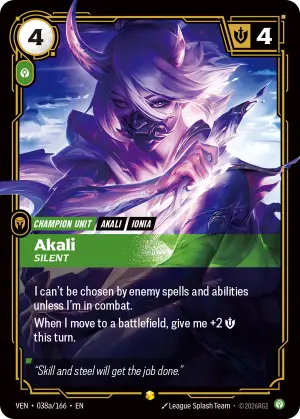 4
4
CHAMPION UNIT
AKALI
IONIA
Akali
SILENT
I can't be chosen by enemy spells and abilities
unless I'm in combat.
When I move to a battlefield, give me +2
this turn.
"Skill and steel will get the job done."
VEN • 038a/166 • EN
League Splash Team
©2026RGI